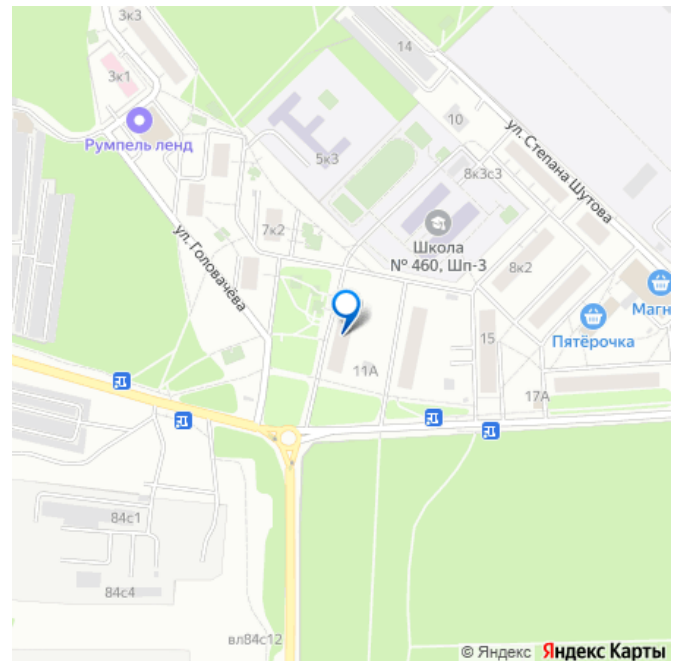 3к3
14
3к1
10
ул. Степана Шутова
Румпель ленд
5к3
8к3с3
ул. Головачёва
7к2
Школа
№ 460, Шп-3
8к2
Магн
15
Пятёрочка
11А
17А
84с1
84с4
вл84с12
© Яндекс Яндекс Карты